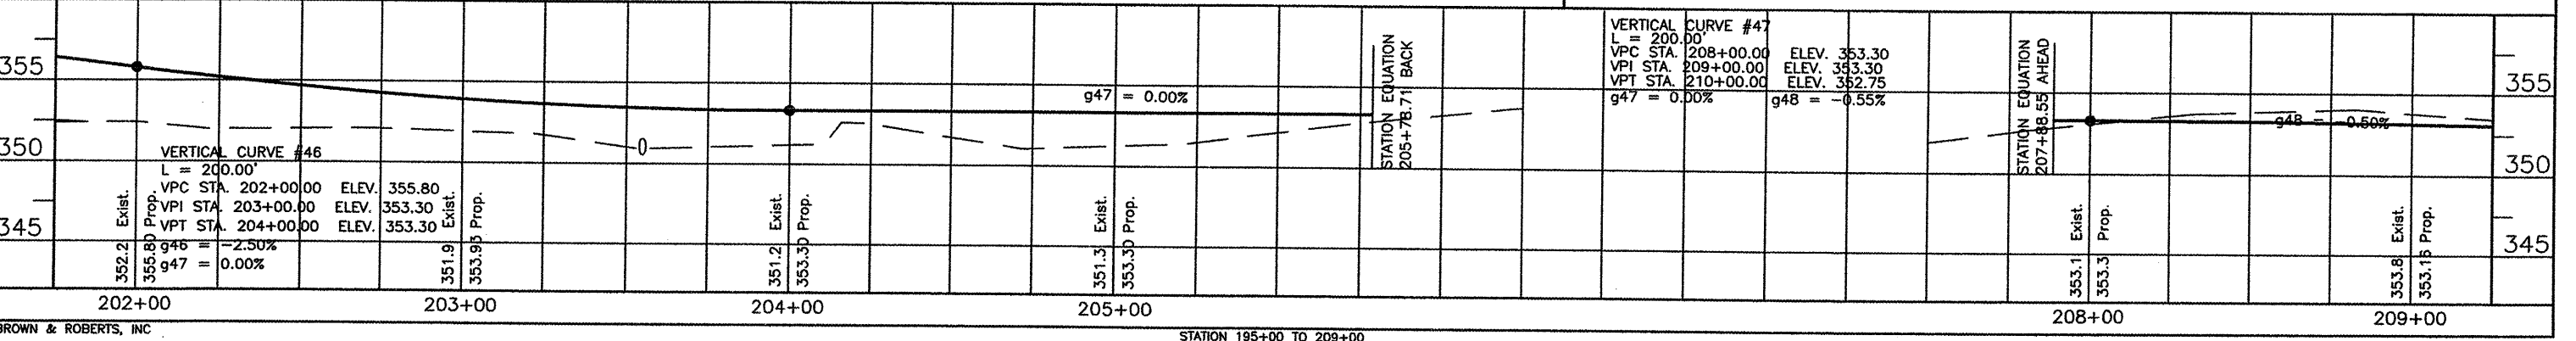 355
350
345
VERTICAL CURVE #46
L = 200.00'
VPC STA. 202+00.00 ELEV. 355.80
VPI STA. 203+00.00 ELEV. 353.30
VPT STA. 204+00.00 ELEV. 353.30
g46 = -2.50%
g47 = 0.00%
352.2 Exist.
355.80 Prop.
351.9 Exist.
353.93 Prop.
351.2 Exist.
353.30 Prop.
g47 = 0.00%
351.3 Exist.
353.30 Prop.
STATION EQUATION
205+78.71 BACK
VERTICAL CURVE #47
L = 200.00'
VPC STA. 208+00.00 ELEV. 353.30
VPI STA. 209+00.00 ELEV. 353.30
VPT STA. 210+00.00 ELEV. 352.75
g47 = 0.00% g48 = -0.55%
STATION EQUATION
207+88.55 AHEAD
g48 = -0.50%
353.1 Exist.
353.3 Prop.
353.8 Exist.
353.16 Prop.
355
350
345
202+00 203+00 204+00 205+00 208+00 209+00
BROWN & ROBERTS, INC
STATION 195+00 TO 209+00